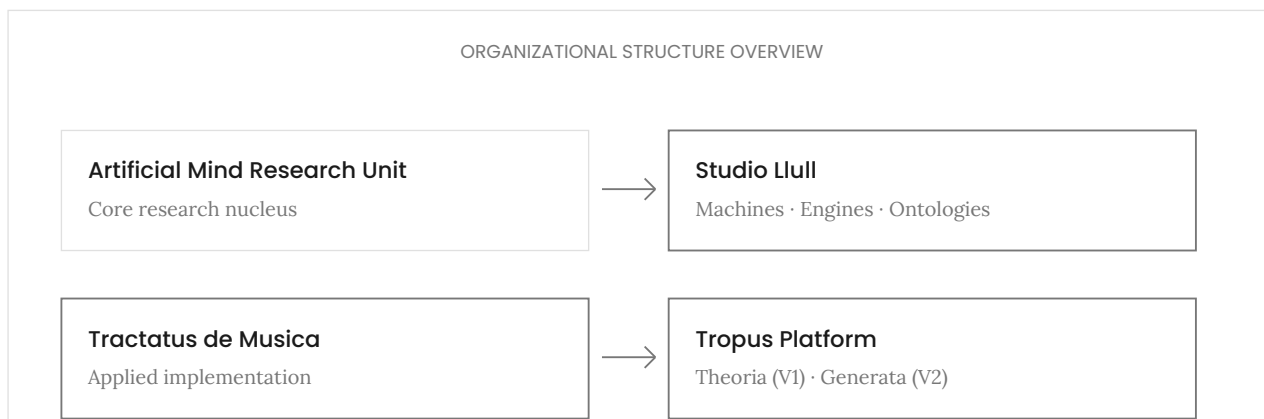 ORGANIZATIONAL STRUCTURE OVERVIEW
Artificial Mind Research Unit
Core research nucleus
Studio Llull
Machines · Engines · Ontologies
Tractatus de Musica
Applied implementation
Tropus Platform
Theoria (V1) · Generata (V2)